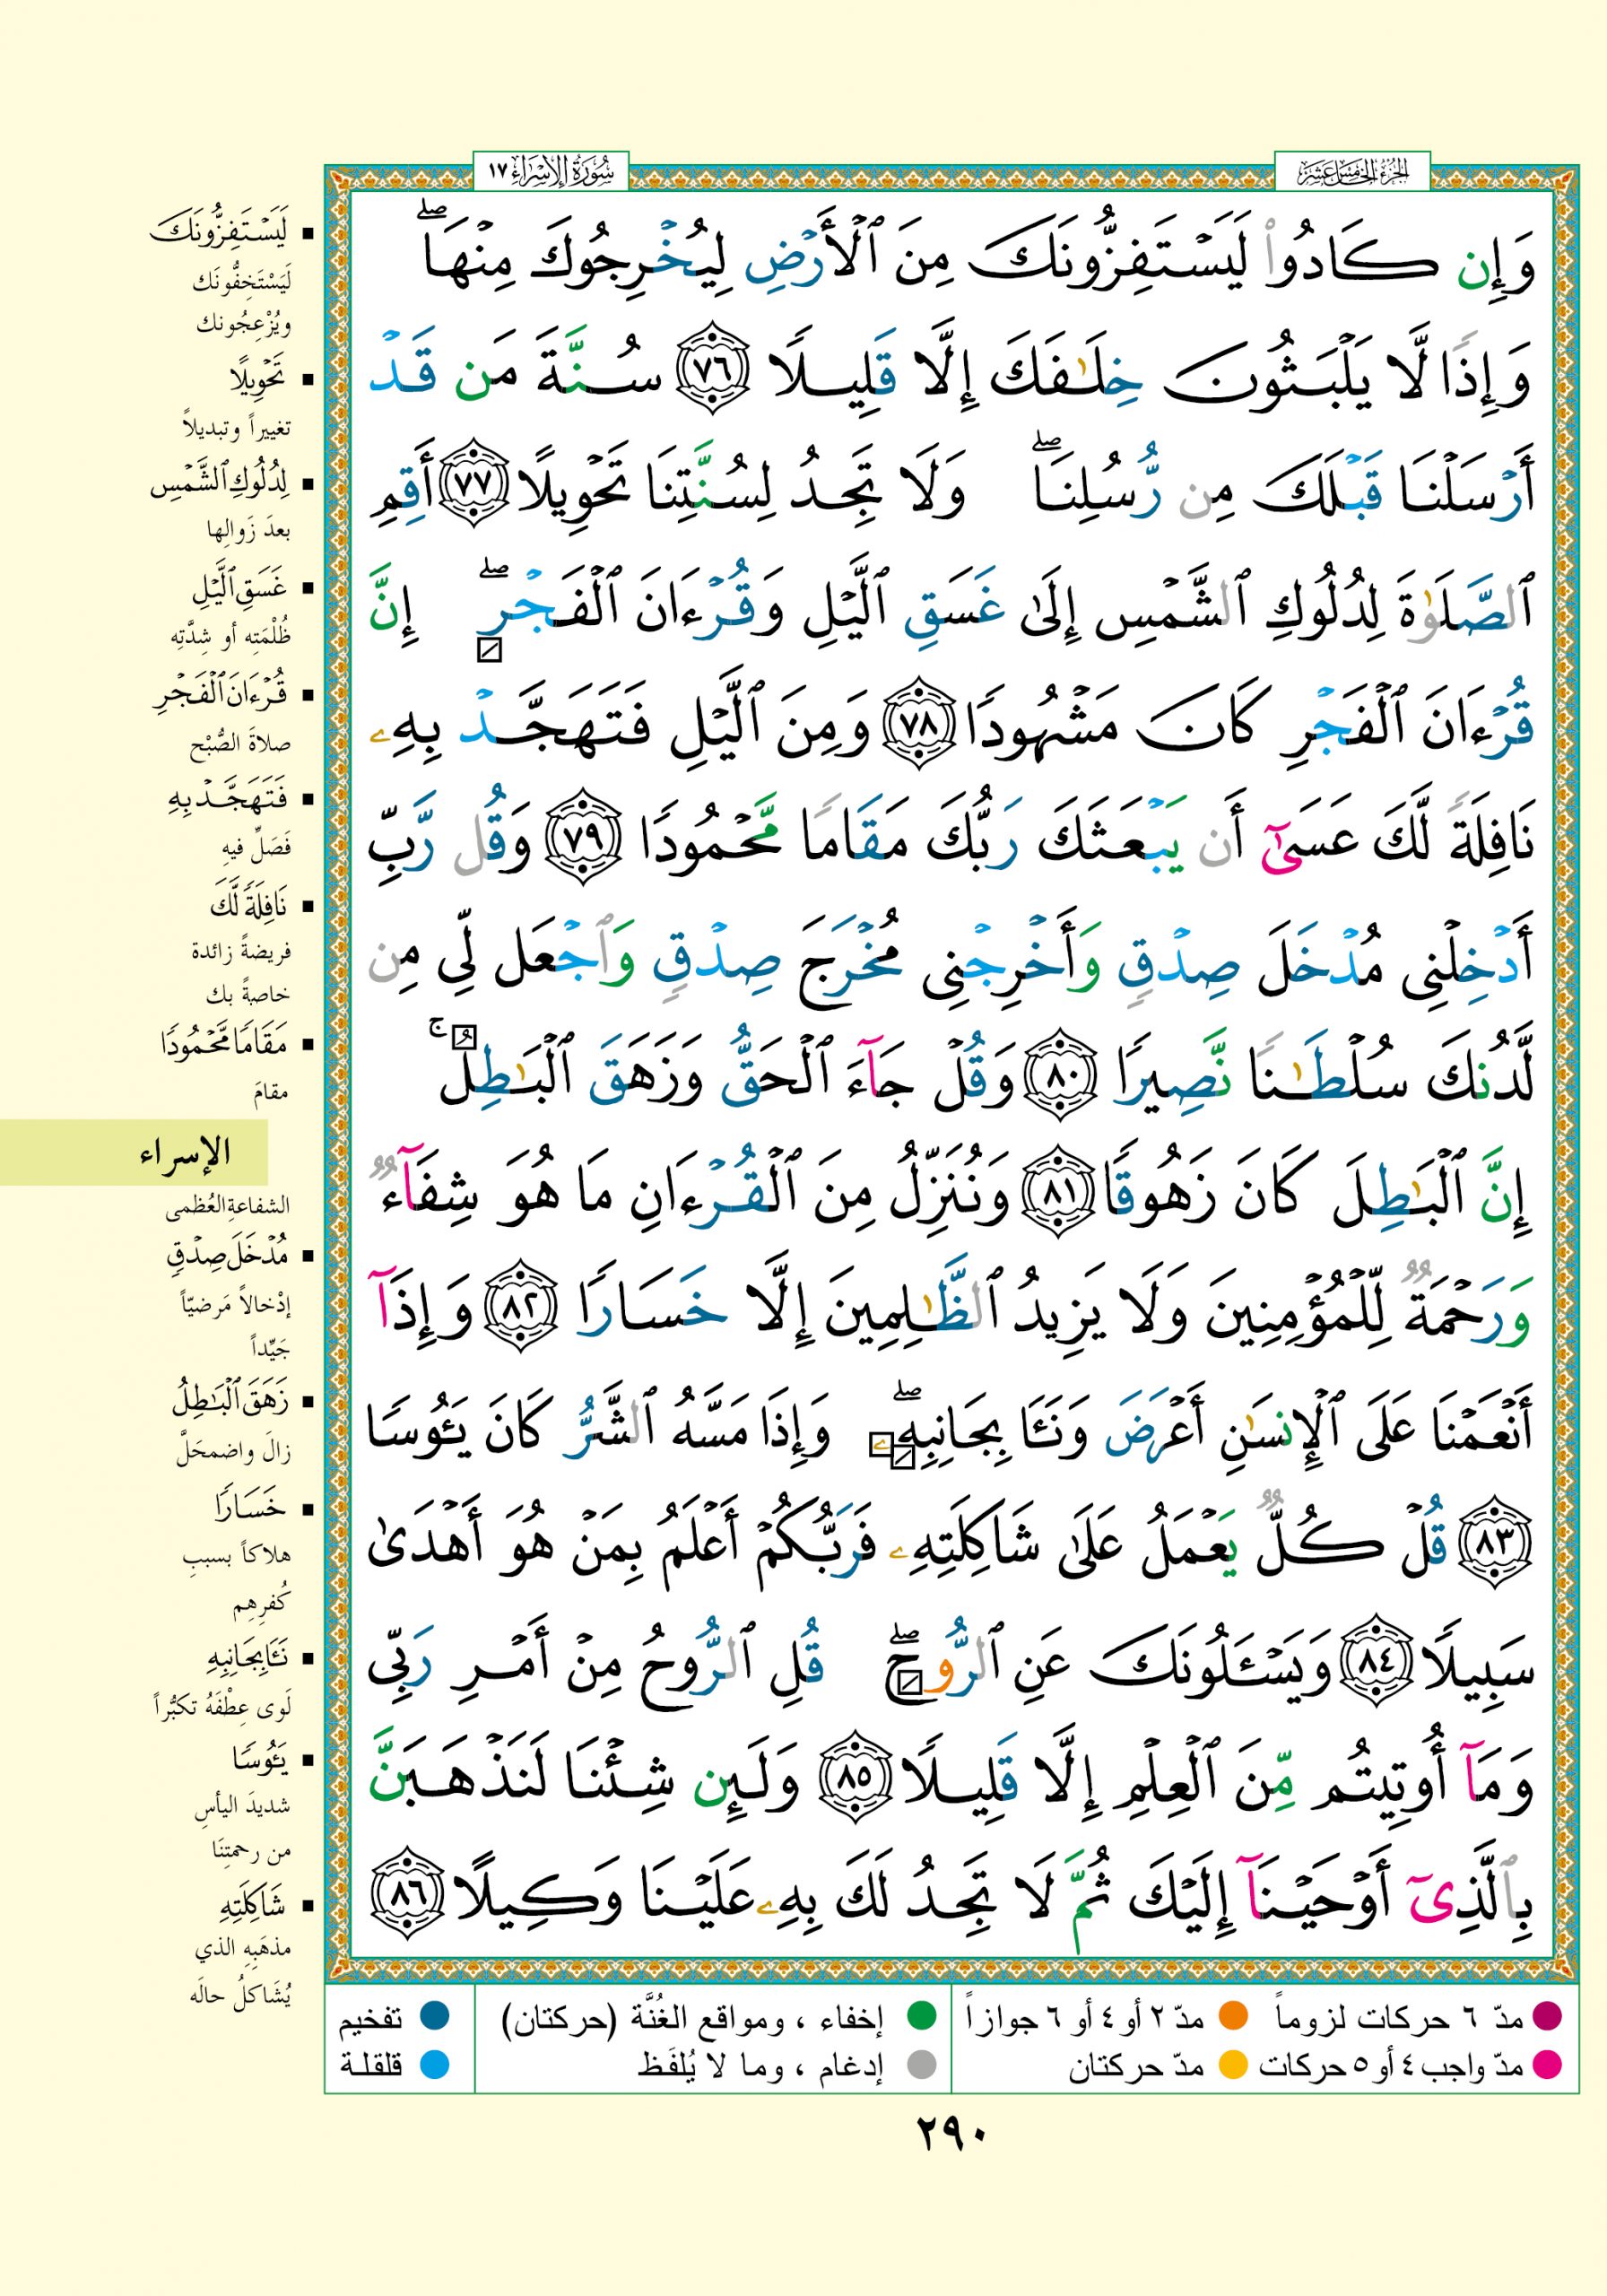 الجزء الخامس عشر
سورة الإسراء ١٧
وَإِن كَادُوا۟ لَيَسْتَفِزُّونَكَ مِنَ ٱلْأَرْضِ لِيُخْرِجُوكَ مِنْهَا ۖ
وَإِذًا لَّا يَلْبَثُونَ خِلَـٰفَكَ إِلَّا قَلِيلًا ٧٦ سُنَّةَ مَن قَدْ
أَرْسَلْنَا قَبْلَكَ مِن رُّسُلِنَا ۖ وَلَا تَجِدُ لِسُنَّتِنَا تَحْوِيلًا ٧٧ أَقِمِ
ٱلصَّلَوٰةَ لِدُلُوكِ ٱلشَّمْسِ إِلَىٰ غَسَقِ ٱلَّيْلِ وَقُرْءَانَ ٱلْفَجْرِ ۖ إِنَّ
قُرْءَانَ ٱلْفَجْرِ كَانَ مَشْهُودًا ٧٨ وَمِنَ ٱلَّيْلِ فَتَهَجَّدْ بِهِۦ
نَافِلَةً لَّكَ عَسَىٰٓ أَن يَبْعَثَكَ رَبُّكَ مَقَامًا مَّحْمُودًا ٧٩ وَقُل رَّبِّ
أَدْخِلْنِى مُدْخَلَ صِدْقٍ وَأَخْرِجْنِى مُخْرَجَ صِدْقٍ وَٱجْعَل لِّى مِن
لَّدُنكَ سُلْطَـٰنًا نَّصِيرًا ٨٠ وَقُلْ جَآءَ ٱلْحَقُّ وَزَهَقَ ٱلْبَـٰطِلُ ۚ
إِنَّ ٱلْبَـٰطِلَ كَانَ زَهُوقًا ٨١ وَنُنَزِّلُ مِنَ ٱلْقُرْءَانِ مَا هُوَ شِفَآءٌ
وَرَحْمَةٌ لِّلْمُؤْمِنِينَ وَلَا يَزِيدُ ٱلظَّـٰلِمِينَ إِلَّا خَسَارًا ٨٢ وَإِذَآ
أَنْعَمْنَا عَلَى ٱلْإِنسَـٰنِ أَعْرَضَ وَنَـَٔا بِجَانِبِهِۦ ۖ وَإِذَا مَسَّهُ ٱلشَّرُّ كَانَ يَـُٔوسًا
٨٣ قُلْ كُلٌّ يَعْمَلُ عَلَىٰ شَاكِلَتِهِۦ فَرَبُّكُمْ أَعْلَمُ بِمَنْ هُوَ أَهْدَىٰ
سَبِيلًا ٨٤ وَيَسْـَٔلُونَكَ عَنِ ٱلرُّوحِ ۖ قُلِ ٱلرُّوحُ مِنْ أَمْرِ رَبِّى
وَمَآ أُوتِيتُم مِّنَ ٱلْعِلْمِ إِلَّا قَلِيلًا ٨٥ وَلَئِن شِئْنَا لَنَذْهَبَنَّ
بِٱلَّذِىٓ أَوْحَيْنَآ إِلَيْكَ ثُمَّ لَا تَجِدُ لَكَ بِهِۦ عَلَيْنَا وَكِيلًا ٨٦
لَيَسْتَفِزُّونَكَ
لَيَسْتَخِفُّونَك
ويُزْعِجُونك
تَحْوِيلًا
تغييراً وتبديلاً
لِدُلُوكِ ٱلشَّمْسِ
بعدَ زَوالِها
غَسَقِ ٱلَّيْلِ
ظُلْمَتِه أو شِدَّتِه
قُرْءَانَ ٱلْفَجْرِ
صلاةَ الصُّبْح
فَتَهَجَّدْ بِهِ
فَصَلِّ فيهِ
نَافِلَةً لَّكَ
فريضةً زائدة
خاصةً بك
مَقَامًا مَّحْمُودًا
مقامَ
الإسراء
الشفاعةِ العُظمى
مُدْخَلَ صِدْقٍ
إدْخالاً مَرضيّاً
جَيِّداً
زَهَقَ ٱلْبَـٰطِلُ
زالَ واضمحَلَّ
خَسَارًا
هلاكاً بسببِ
كُفرِهِم
نَـَٔا بِجَانِبِهِ
لَوى عِطْفَهُ تكبُّراً
يَـُٔوسًا
شديدَ اليأسِ
من رحمتِنَا
شَاكِلَتِهِ
مذهَبِهِ الذي
يُشَاكلُ حالَه
مدّ ٦ حركات لزوماً
مدّ ٢ أو ٤ أو ٦ جوازاً
إخفاء ، ومواقع الغُنَّة (حركتان)
تفخيم
مدّ واجب ٤ أو ٥ حركات
مدّ حركتان
إدغام ، وما لا يُلفَظ
قلقلة
٢٩٠